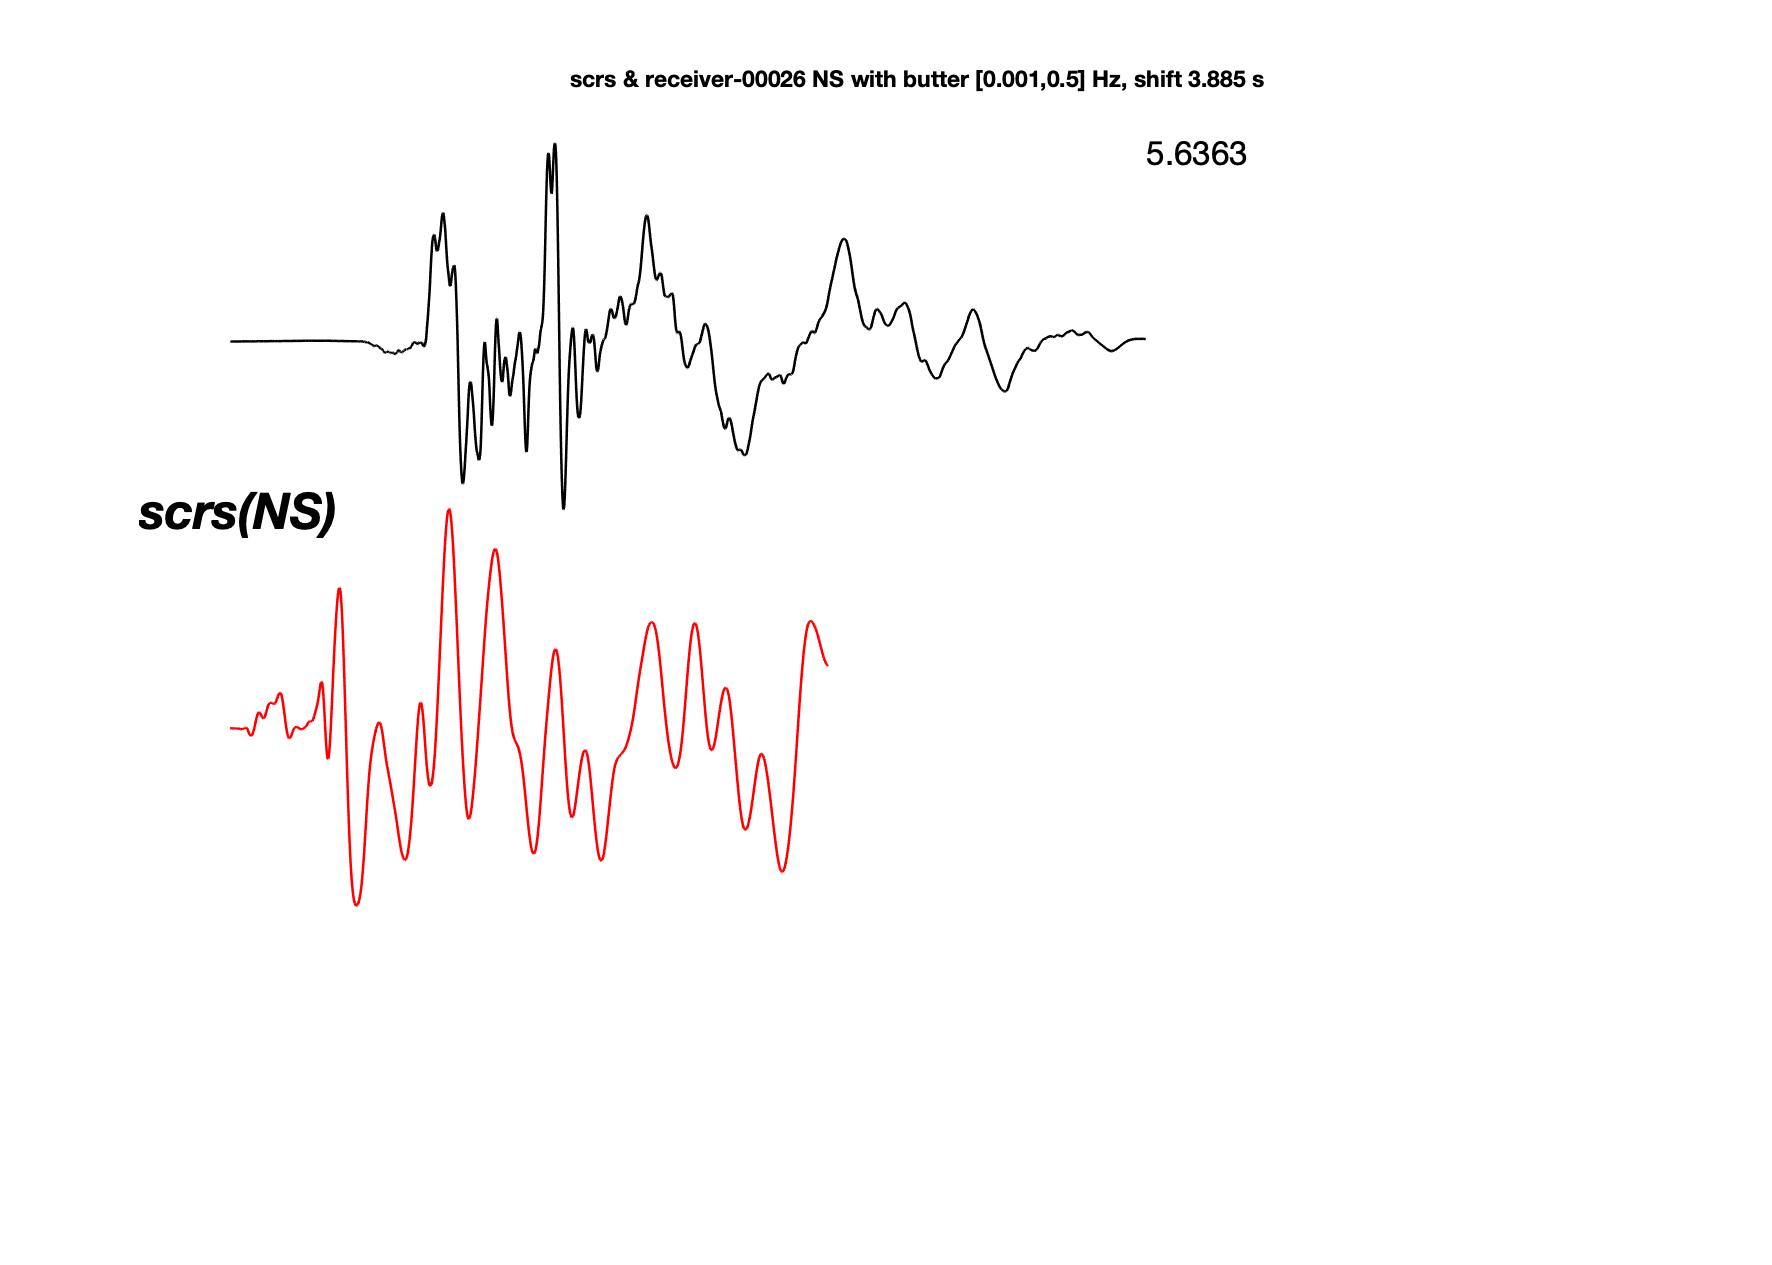 scrs & receiver-00026 NS with butter [0.001,0.5] Hz, shift 3.885 s
5.6363
scrs(NS)